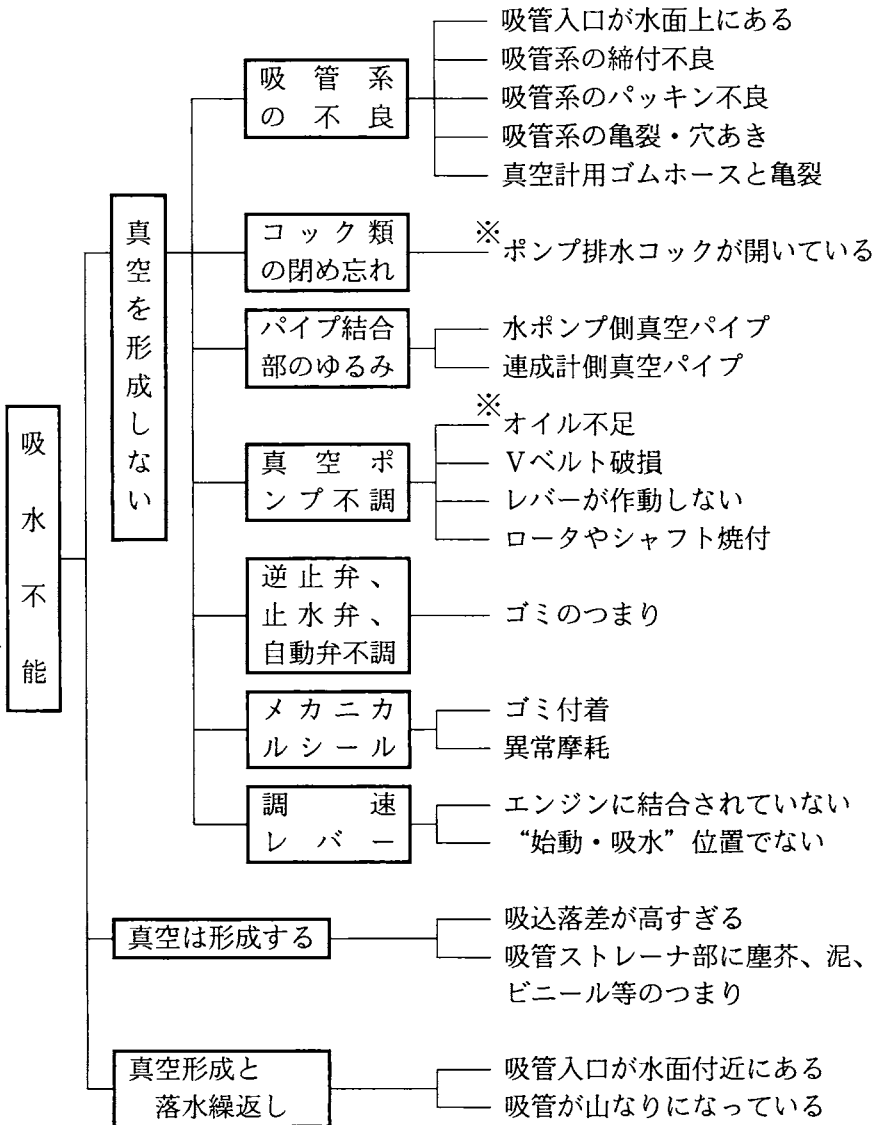 吸水不能
真空を形成しない
吸管系
の不良
吸管入口が水面上にある
吸管系の締付不良
吸管系のパッキン不良
吸管系の亀裂・穴あき
真空計用ゴムホースと亀裂
コック類
の閉め忘れ
※
ポンプ排水コックが開いている
パイプ結合
部のゆるみ
水ポンプ側真空パイプ
連成計側真空パイプ
真空ポ
ンプ不調
※
オイル不足
Vベルト破損
レバーが作動しない
ロータやシャフト焼付
逆止弁、
止水弁、
自動弁不調
ゴミのつまり
メカニカ
ルシール
ゴミ付着
異常摩耗
調速
レバー
エンジンに結合されていない
“始動・吸水”位置でない
真空は形成する
吸込落差が高すぎる
吸管ストレーナ部に塵芥、泥、
ビニール等のつまり
真空形成と
落水繰返し
吸管入口が水面付近にある
吸管が山なりになっている